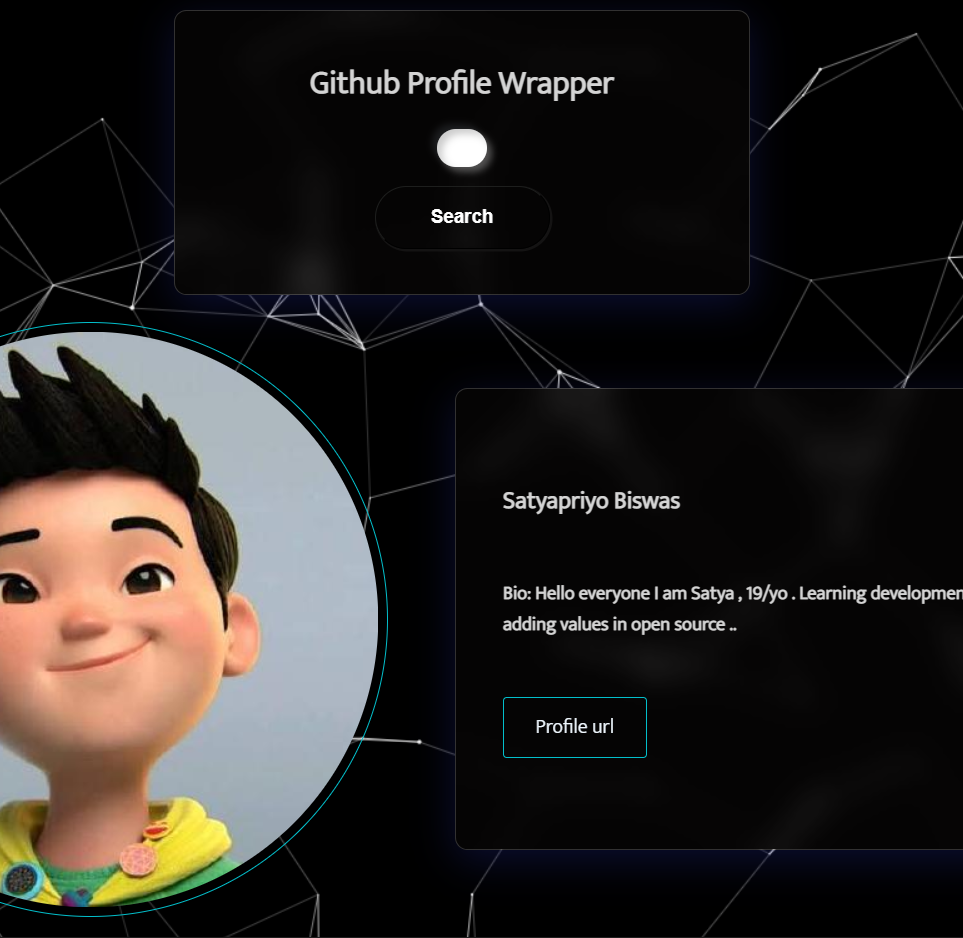 Github Profile Wrapper
Search
Satyapriyo Biswas
Bio: Hello everyone I am Satya , 19/yo . Learning developmen
adding values in open source ..
Profile url